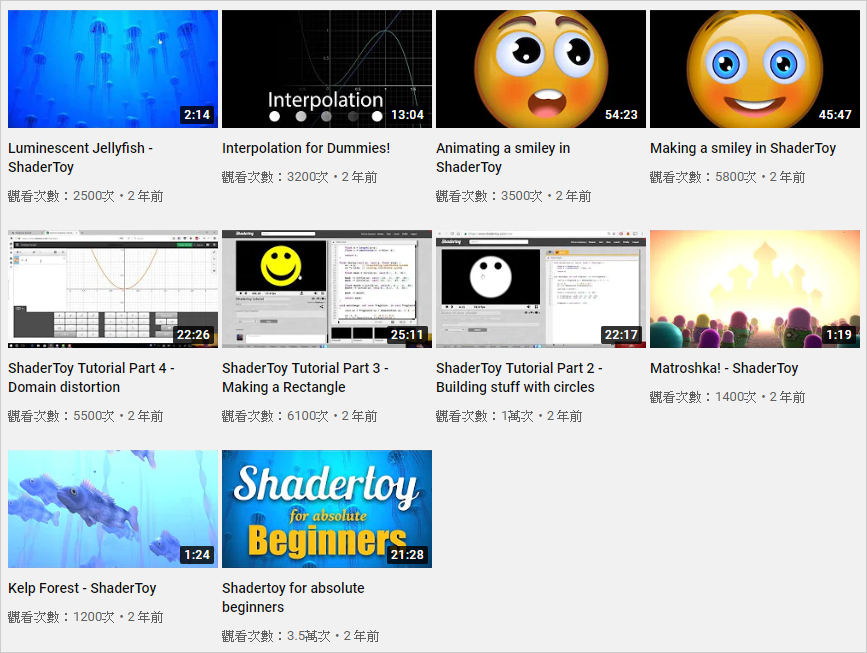 2:14
Interpolation
13:04
54:23
45:47
Luminescent Jellyfish -
ShaderToy
觀看次數：2500次・2 年前
Interpolation for Dummies!
觀看次數：3200次・2 年前
Animating a smiley in
ShaderToy
觀看次數：3500次・2 年前
Making a smiley in ShaderToy
觀看次數：5800次・2 年前
22:26
Shadertoy
25:11
Shadertoy
22:17
1:19
ShaderToy Tutorial Part 4 -
Domain distortion
觀看次數：5500次・2 年前
ShaderToy Tutorial Part 3 -
Making a Rectangle
觀看次數：6100次・2 年前
ShaderToy Tutorial Part 2 -
Building stuff with circles
觀看次數：1萬次・2 年前
Matroshka! - ShaderToy
觀看次數：1400次・2 年前
1:24
Shadertoy
for absolute
Beginners
21:28
Kelp Forest - ShaderToy
觀看次數：1200次・2 年前
Shadertoy for absolute
beginners
觀看次數：3.5萬次・2 年前